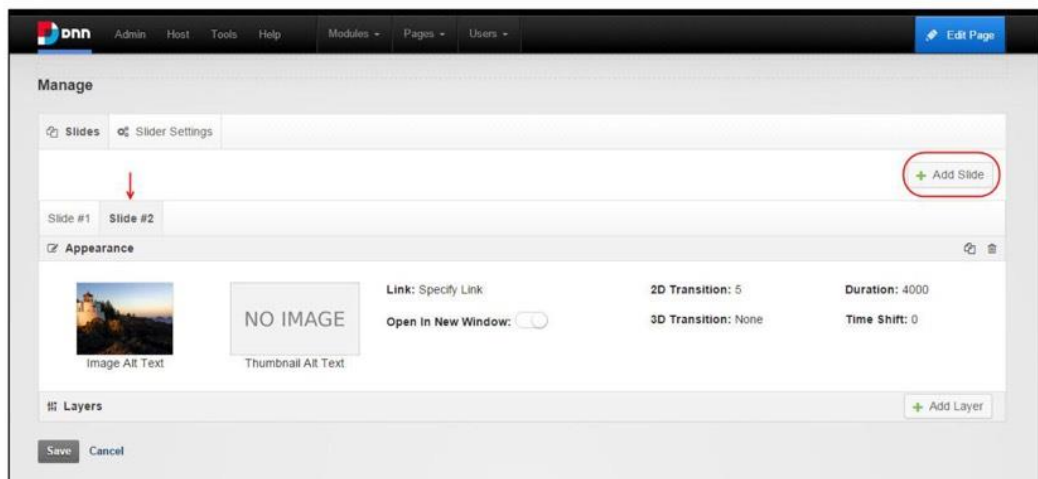 DNN Admin Host Tools Help Modules Pages Users Edit Page
Manage
Slides Slider Settings
Add Slide
Slide #1 Slide #2
Appearance
Link: Specify Link 2D Transition: 5 Duration: 4000
NO IMAGE
Open In New Window: 3D Transition: None Time Shift: 0
Image Alt Text Thumbnail Alt Text
Layers Add Layer
Save Cancel